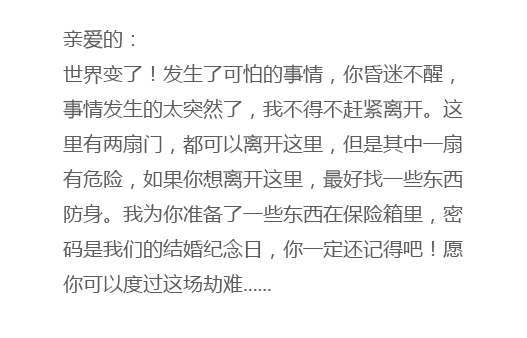 亲爱的：
世界变了！发生了可怕的事情，你昏迷不醒，
事情发生的太突然了，我不得不赶紧离开。这
里有两扇门，都可以离开这里，但是其中一扇
有危险，如果你想离开这里，最好找一些东西
防身。我为你准备了一些东西在保险箱里，密
码是我们的结婚纪念日，你一定还记得吧！愿
你可以度过这场劫难......